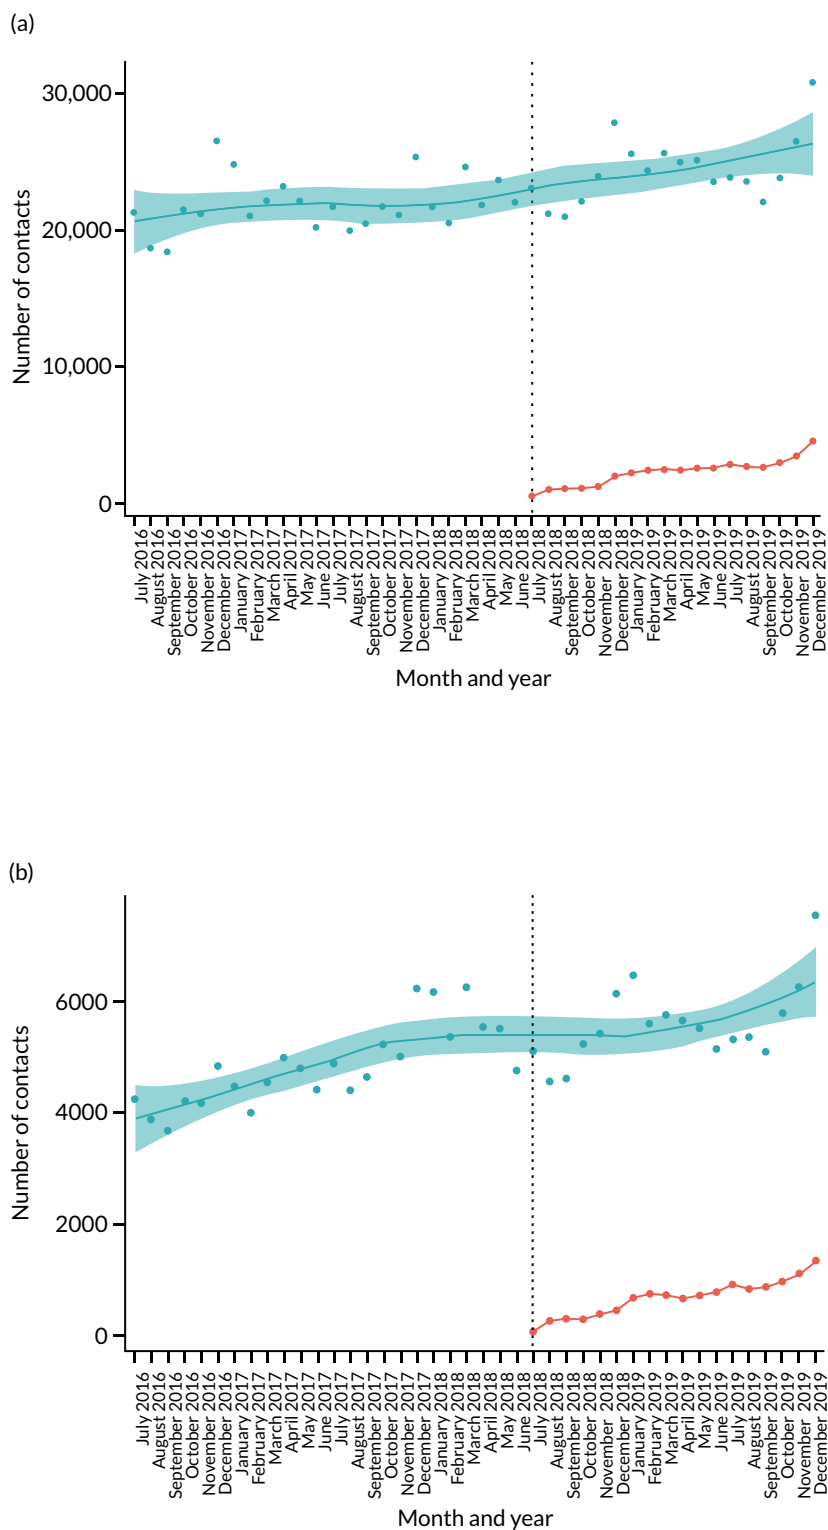 (a)
30,000
20,000
10,000
0
Number of contacts
July 2016
August 2016
September 2016
October 2016
November 2016
December 2016
January 2017
February 2017
March 2017
April 2017
May 2017
June 2017
July 2017
August 2017
September 2017
October 2017
November 2017
December 2017
January 2018
February 2018
March 2018
April 2018
May 2018
June 2018
July 2018
August 2018
September 2018
October 2018
November 2018
December 2018
January 2019
February 2019
March 2019
April 2019
May 2019
June 2019
July 2019
August 2019
September 2019
October 2019
November 2019
December 2019
Month and year
(b)
6000
4000
2000
0
Number of contacts
July 2016
August 2016
September 2016
October 2016
November 2016
December 2016
January 2017
February 2017
March 2017
April 2017
May 2017
June 2017
July 2017
August 2017
September 2017
October 2017
November 2017
December 2017
January 2018
February 2018
March 2018
April 2018
May 2018
June 2018
July 2018
August 2018
September 2018
October 2018
November 2018
December 2018
January 2019
February 2019
March 2019
April 2019
May 2019
June 2019
July 2019
August 2019
September 2019
October 2019
November 2019
December 2019
Month and year